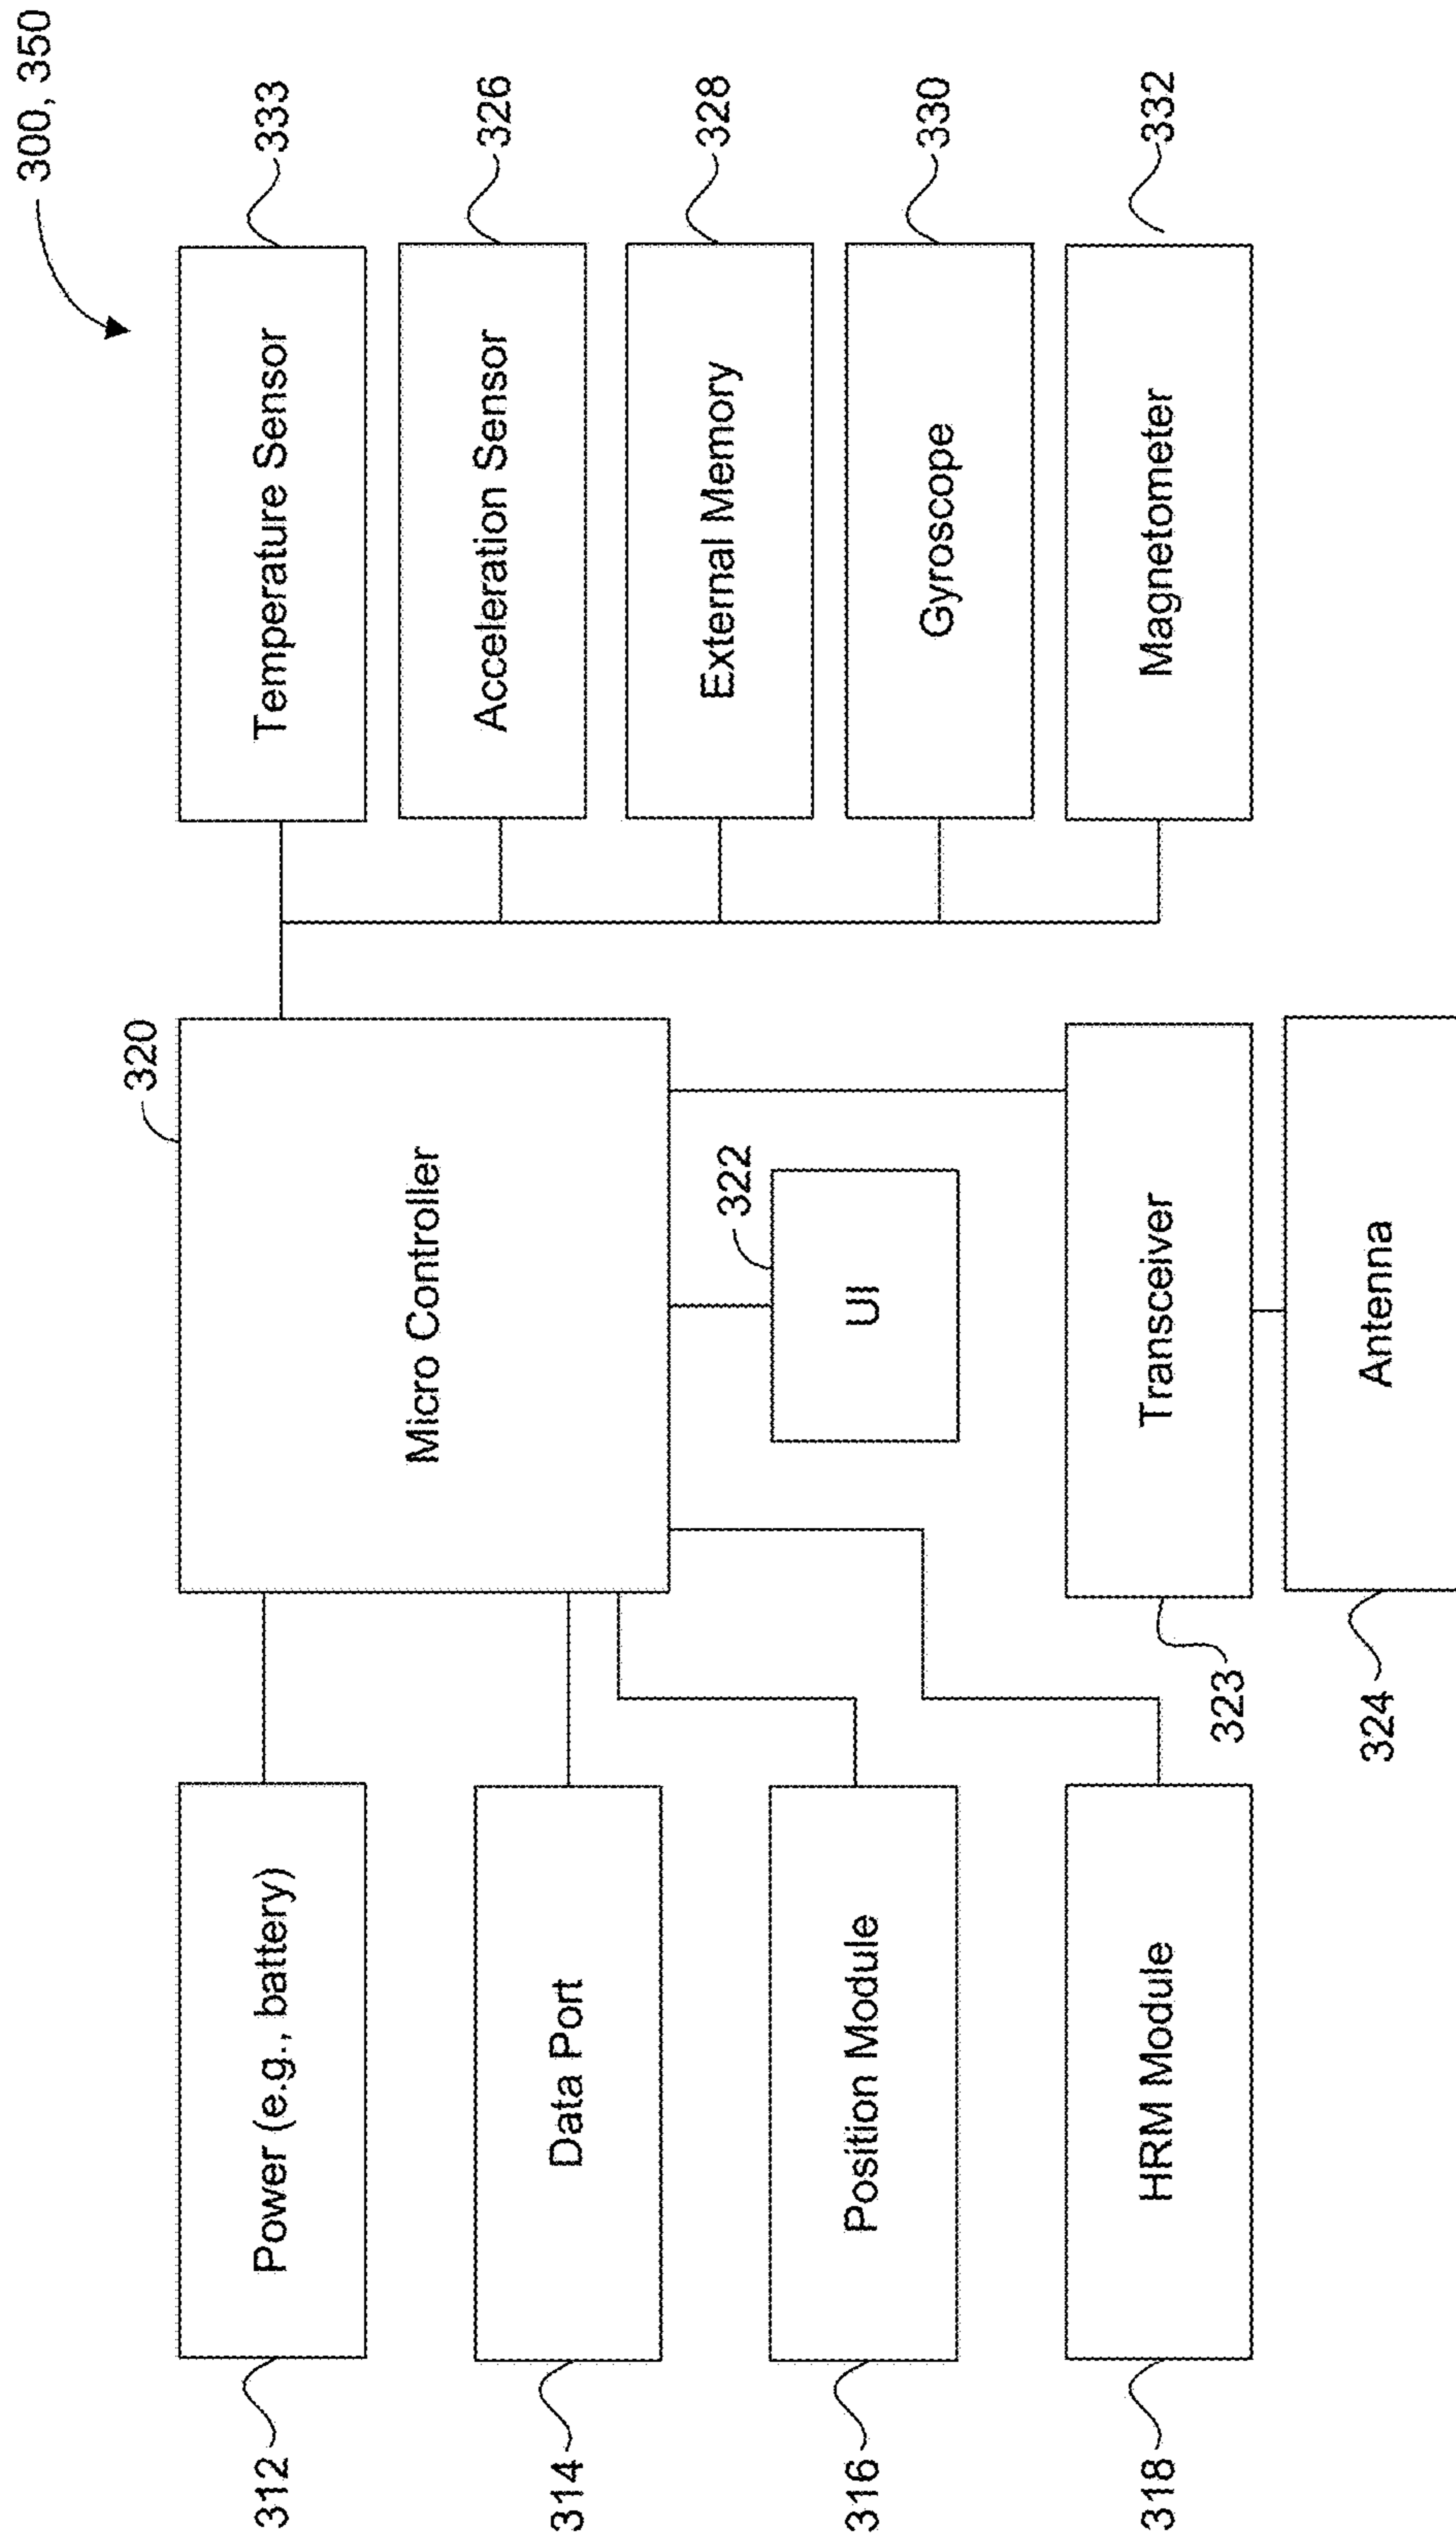 300, 350
Power (e.g., battery)
312
Data Port
314
Position Module
316
HRM Module
318
Micro Controller
320
UI
322
Transceiver
323
Antenna
324
Temperature Sensor
333
Acceleration Sensor
326
External Memory
328
Gyroscope
330
Magnetometer
332